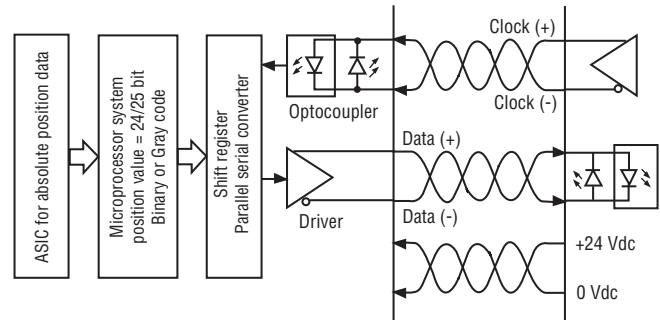 ASIC for absolute position data
Microprocessor system
position value = 24/25 bit
Binary or Gray code
Shift register
Parallel serial converter
Optocoupler
Driver
Clock (+)
Clock (-)
Data (+)
Data (-)
+24 Vdc
0 Vdc